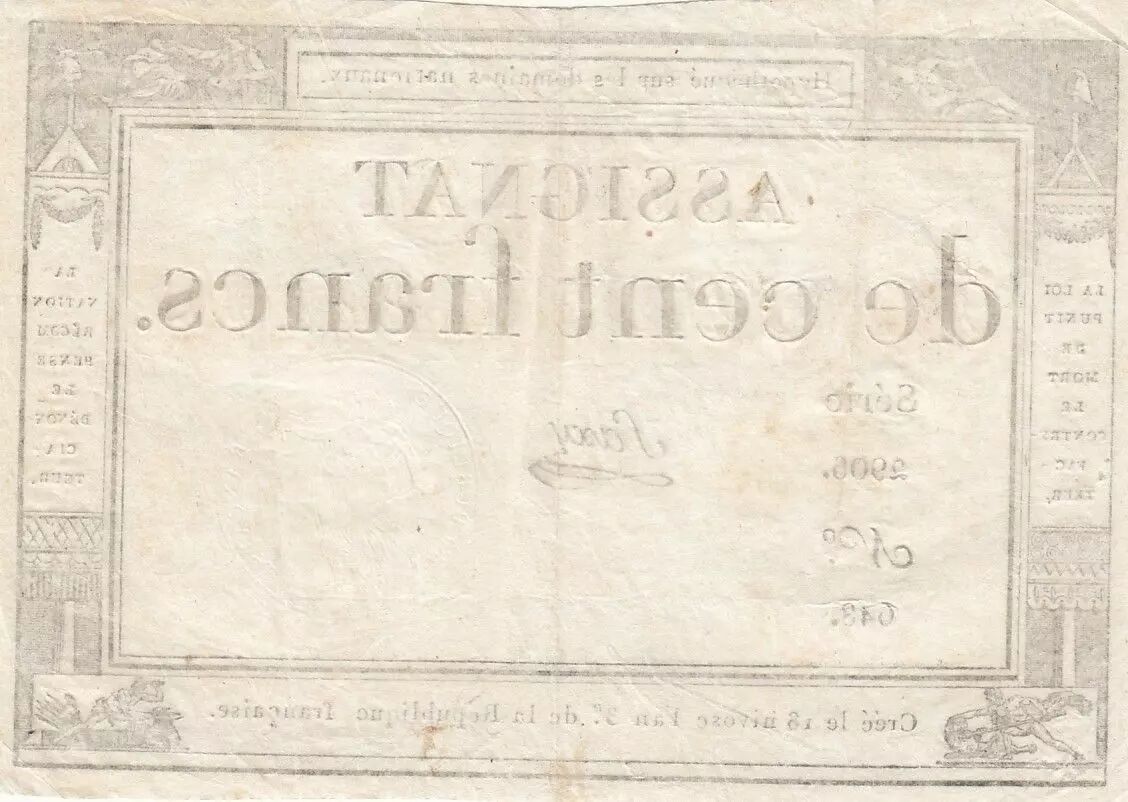 Hypothéqué sur les domaines nationaux.
ASSIGNAT
de cent francs.
Série
2906.
Nº.
648.
Saxy
LA LOI
PUNIT
DE
MORT
LE
CONTRE-
FAC-
TEUR.
LA
NATION
RÉCOM
PENSE
LE
DÉNON-
CIA-
TEUR.
Créé le 18 nivose l'an 3e. de la République française.